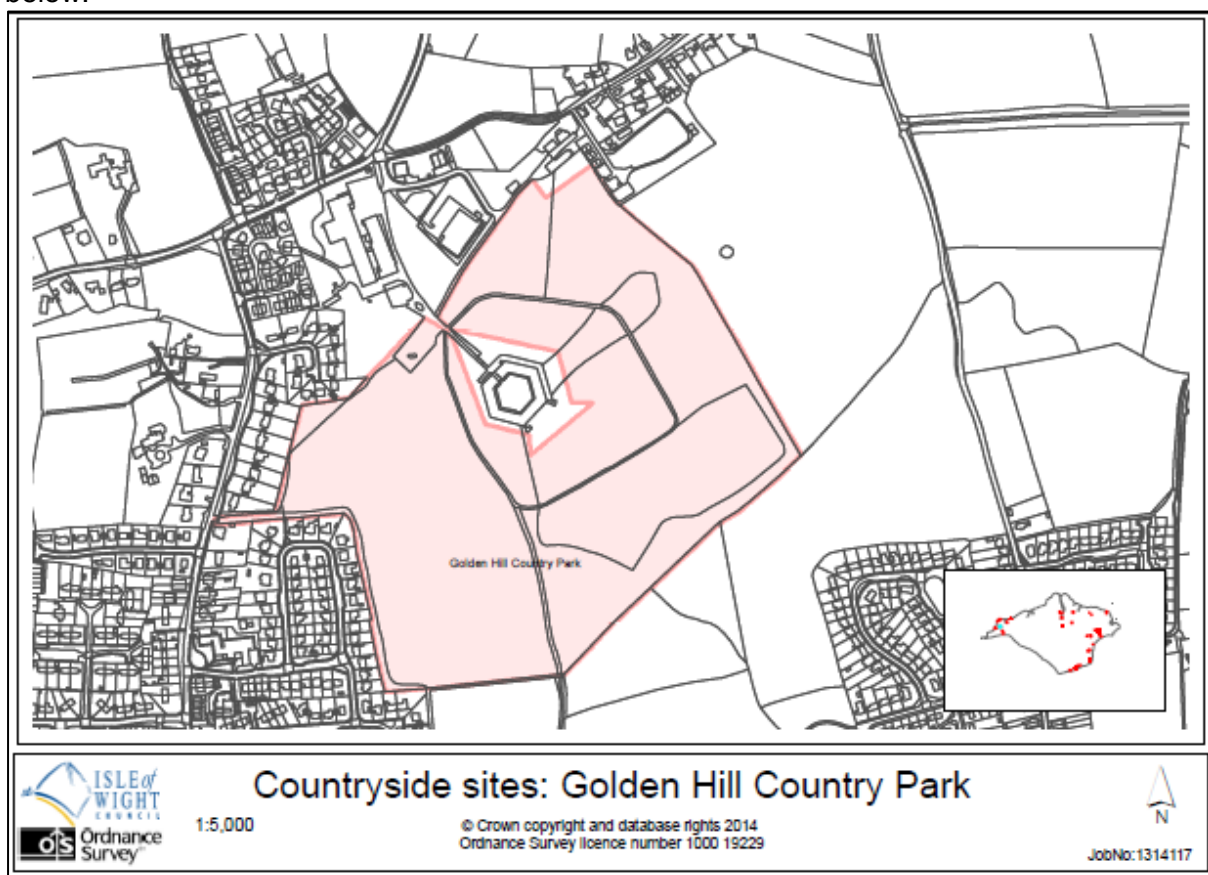 below.
Golden Hill Country Park
ISLE of
WIGHT
COUNCIL
Ordnance
Survey
1:5,000
Countryside sites: Golden Hill Country Park
© Crown copyright and database rights 2014
Ordnance Survey licence number 1000 19229
N
JobNo:1314117